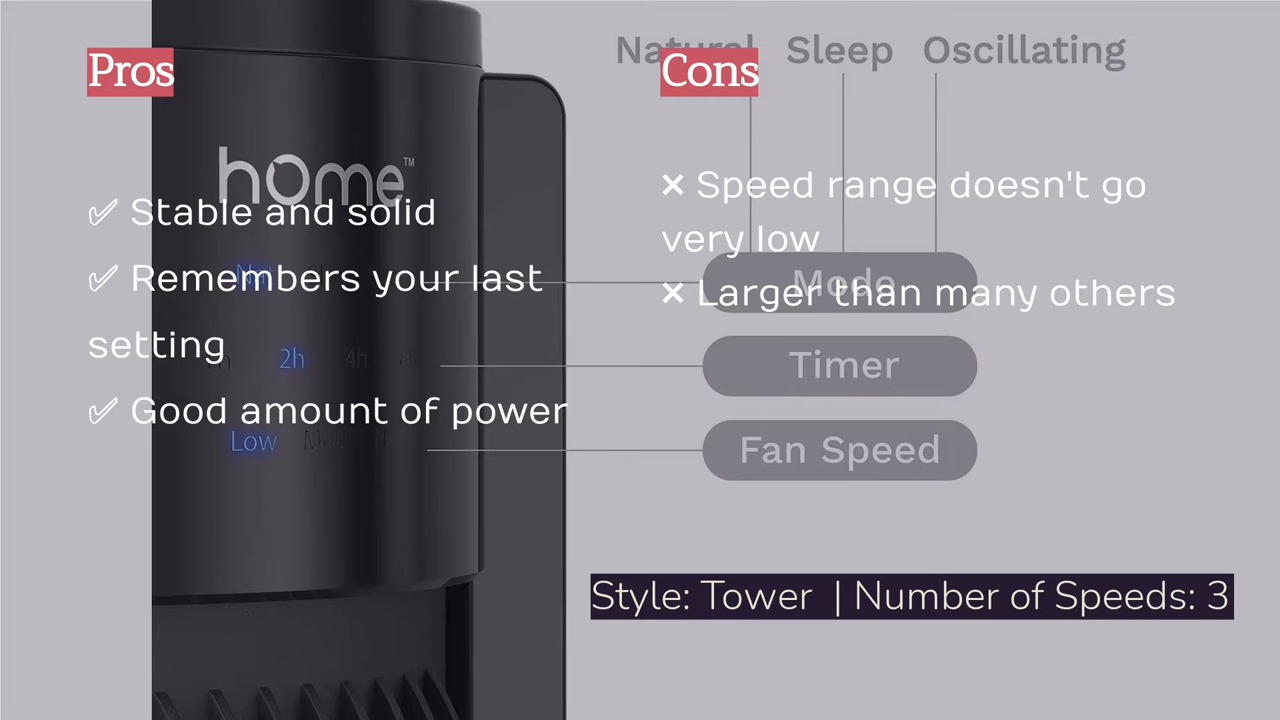 Pros
Cons
Natural Sleep Oscillating
hOme™
✓ Stable and solid
✓ Remembers your last
setting
✓ Good amount of power
× Speed range doesn't go
very low
× Larger than many others
Mode
2h 4h
Timer
Low
Fan Speed
Style: Tower | Number of Speeds: 3